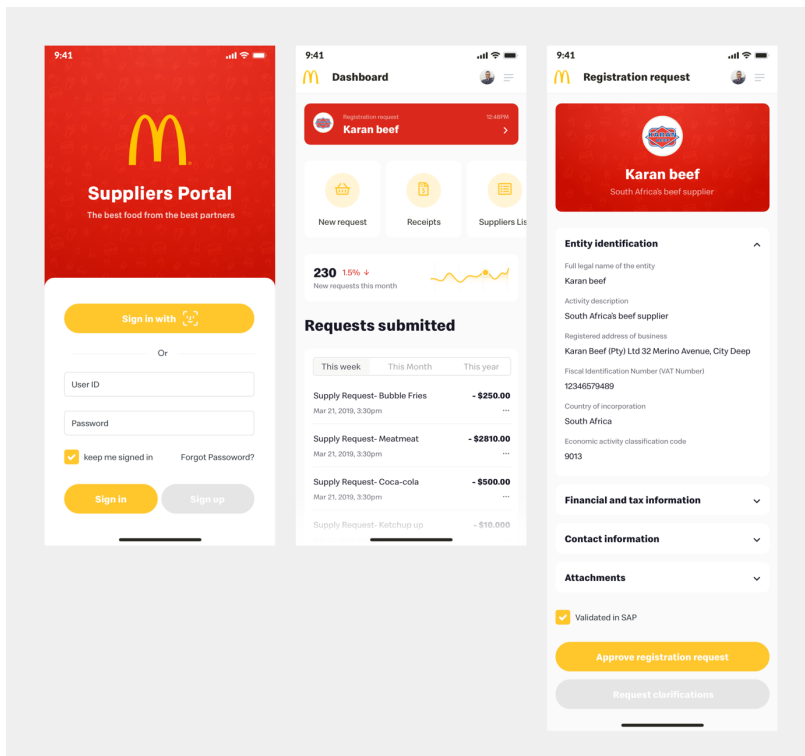 9:41
Suppliers Portal
The best food from the best partners
Sign in with
Or
User ID
Password
keep me signed in
Forgot Passoword?
Sign in
Sign up
9:41
Dashboard
Registration request
12:48PM
Karan beef
New request
Receipts
Suppliers Lis
230 1.5%
New requests this month
Requests submitted
This week
This Month
This year
Supply Request- Bubble Fries
- $250.00
Mar 21, 2019, 3:30pm
Supply Request- Meatmeat
- $2810.00
Mar 21, 2019, 3:30pm
Supply Request- Coca-cola
- $500.00
Mar 21, 2019, 3:30pm
Supply Request- Ketchup up
- $10.000
9:41
Registration request
KARAN
Karan beef
South Africa's beef supplier
Entity identification
Full legal name of the entity
Karan beef
Activity description
South Africa's beef supplier
Registered address of business
Karan Beef (Pty) Ltd 32 Merino Avenue, City Deep
Fiscal Identification Number (VAT Number)
12346579489
Country of incorporation
South Africa
Economic activity classification code
9013
Financial and tax information
Contact information
Attachments
Validated in SAP
Approve registration request
Request clarifications